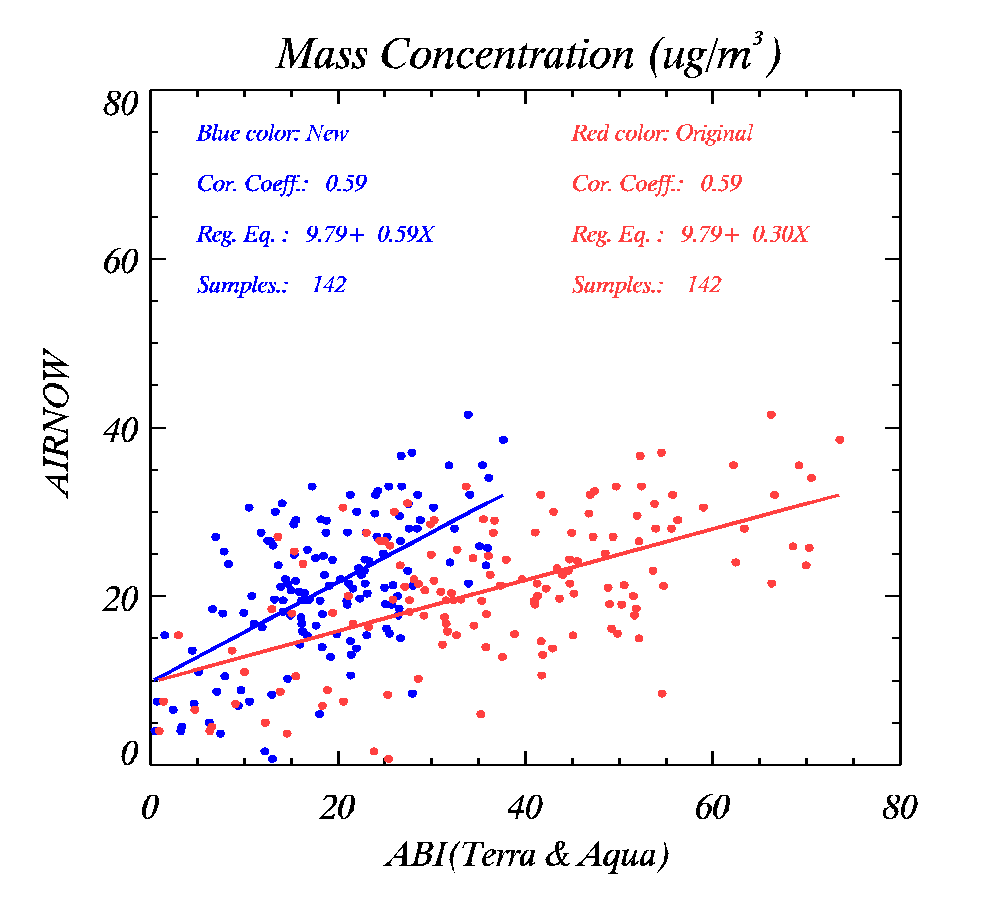 Mass Concentration (ug/m³)
80
Blue color: New
Red color: Original
Cor. Coeff.: 0.59
Cor. Coeff.: 0.59
Reg. Eq. : 9.79+ 0.59X
Reg. Eq. : 9.79+ 0.30X
60
Samples.: 142
Samples.: 142
AIRNOW
40
20
0
0 20 40 60 80
ABI(Terra & Aqua)